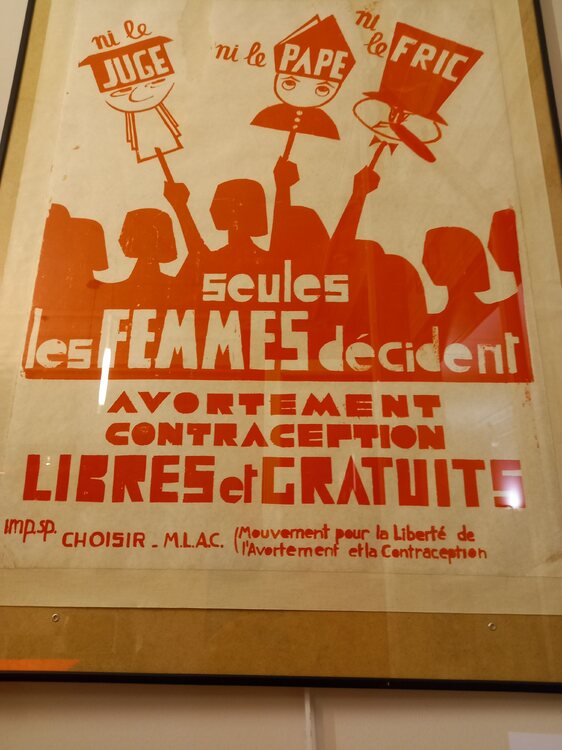 ni le JUGE
ni le PAPE
ni le FRIC
seules
les FEMMES décident
AVORTEMENT
CONTRACEPTION
LIBRES et GRATUITS
imp.sp. CHOISIR - M.L.A.C. (Mouvement pour la Liberté de
l'Avortement et la Contraception